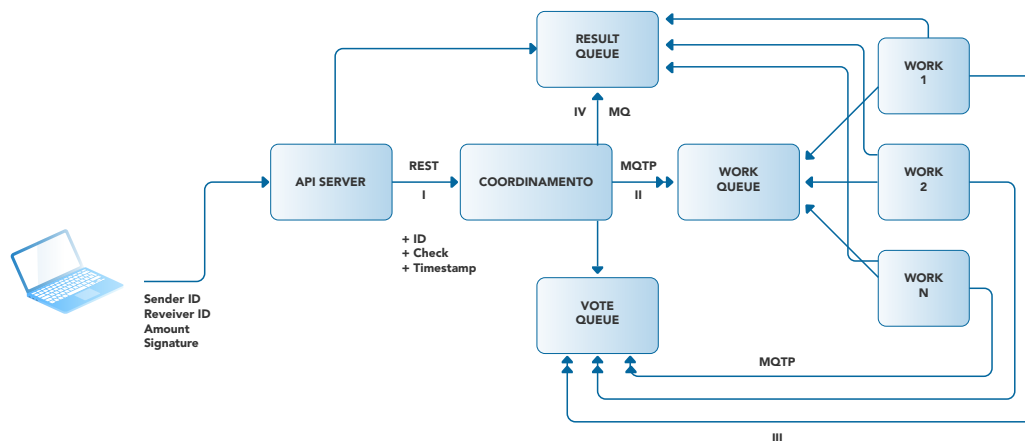 RESULT
QUEUE
WORK
1
IV
MQ
API SERVER
REST
I
COORDINAMENTO
MQTP
II
WORK
QUEUE
WORK
2
+ ID
+ Check
+ Timestamp
WORK
N
Sender ID
Reveiver ID
Amount
Signature
VOTE
QUEUE
MQTP
III